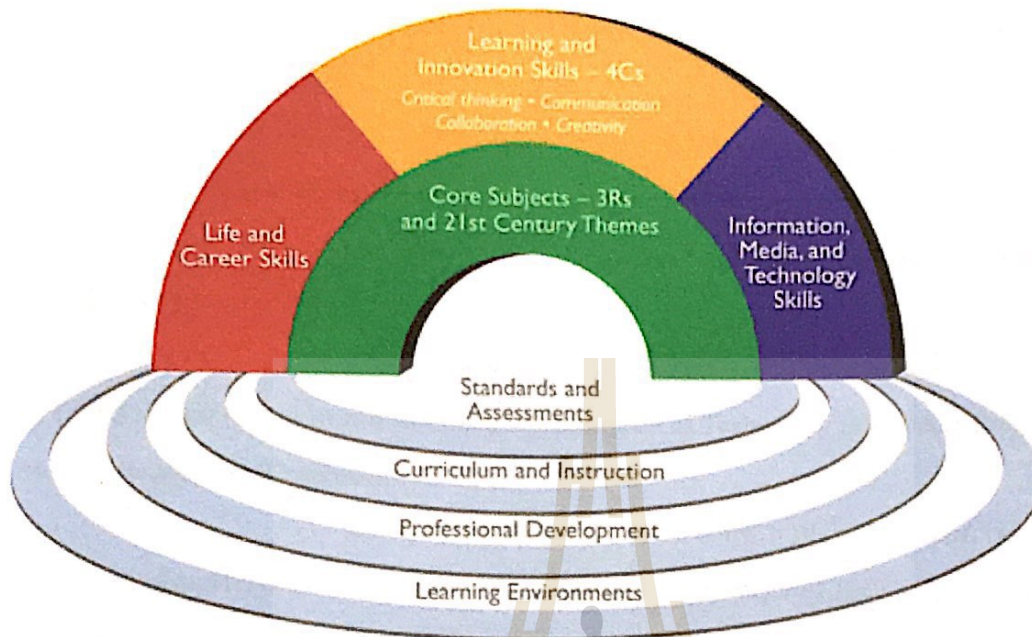 Learning and
Innovation Skills – 4Cs
Critical thinking • Communication
Collaboration • Creativity
Core Subjects – 3Rs
and 21st Century Themes
Life and
Career Skills
Information,
Media, and
Technology
Skills
Standards and
Assessments
Curriculum and Instruction
Professional Development
Learning Environments